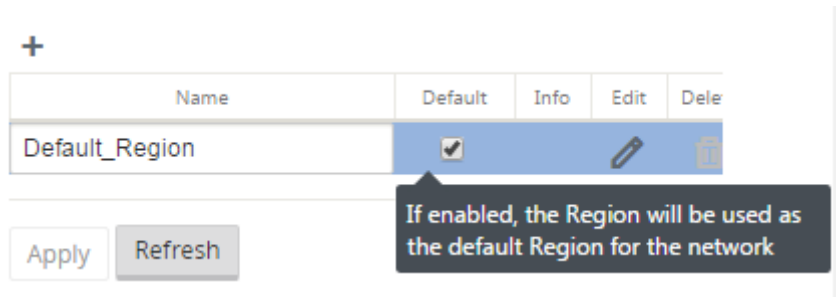 +
Name Default Info Edit Dele
Default_Region
If enabled, the Region will be used as
the default Region for the network
Apply Refresh